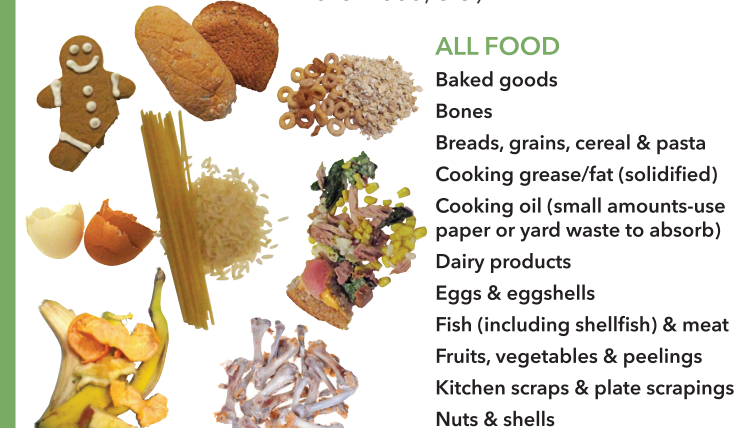 ALL FOOD
Baked goods
Bones
Breads, grains, cereal & pasta
Cooking grease/fat (solidified)
Cooking oil (small amounts-use
paper or yard waste to absorb)
Dairy products
Eggs & eggshells
Fish (including shellfish) & meat
Fruits, vegetables & peelings
Kitchen scraps & plate scrapings
Nuts & shells